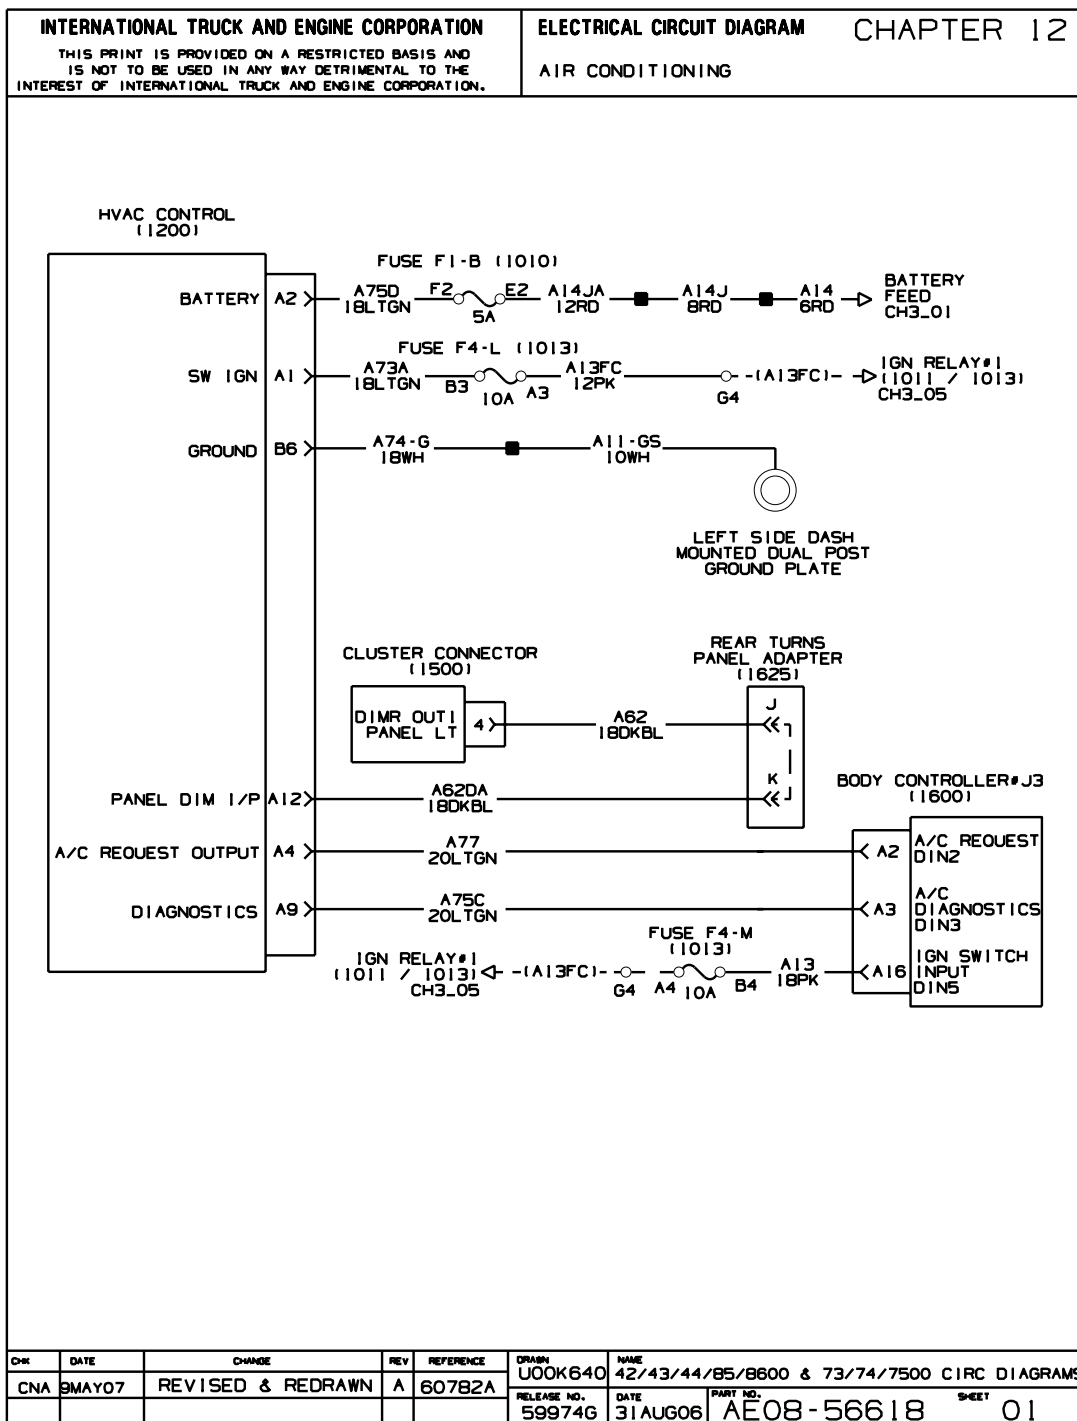 INTERNATIONAL TRUCK AND ENGINE CORPORATION
THIS PRINT IS PROVIDED ON A RESTRICTED BASIS AND
IS NOT TO BE USED IN ANY WAY DETRIMENTAL TO THE
INTEREST OF INTERNATIONAL TRUCK AND ENGINE CORPORATION.
ELECTRICAL CIRCUIT DIAGRAM
CHAPTER 12
AIR CONDITIONING
HVAC CONTROL
(1200)
FUSE F1-B (1010)
BATTERY A2
A75D
18LTGN
F2
5A
E2
A14JA
12RD
A14J
8RD
A14
6RD
BATTERY
FEED
CH3_01
FUSE F4-L (1013)
SW IGN A1
A73A
18LTGN
B3
10A
A3
A13FC
12PK
G4
-(A13FC)-
IGN RELAY#1
(1011 / 1013)
CH3_05
GROUND B6
A74-G
18WH
A11-GS
10WH
LEFT SIDE DASH
MOUNTED DUAL POST
GROUND PLATE
CLUSTER CONNECTOR
(1500)
DIMR OUT1
PANEL LT
4
A62
18DKBL
REAR TURNS
PANEL ADAPTER
(1625)
J
K
PANEL DIM I/P A12
A62DA
18DKBL
BODY CONTROLLER#J3
(1600)
A/C REQUEST OUTPUT A4
A77
20LTGN
A2
A/C REQUEST
DIN2
DIAGNOSTICS A9
A75C
20LTGN
A3
A/C
DIAGNOSTICS
DIN3
FUSE F4-M
(1013)
IGN RELAY#1
(1011 / 1013)
CH3_05
-(A13FC)-
G4
A4
10A
B4
A13
18PK
A16
IGN SWITCH
INPUT
DIN5
CHK DATE CHANGE REV REFERENCE
CNA 9MAY07 REVISED & REDRAWN A 60782A
DRAWN
U00K640
NAME
42/43/44/85/8600 & 73/74/7500 CIRC DIAGRAMS
RELEASE NO.
59974G
DATE
31AUG06
PART NO.
AE08-56618
SHEET
01